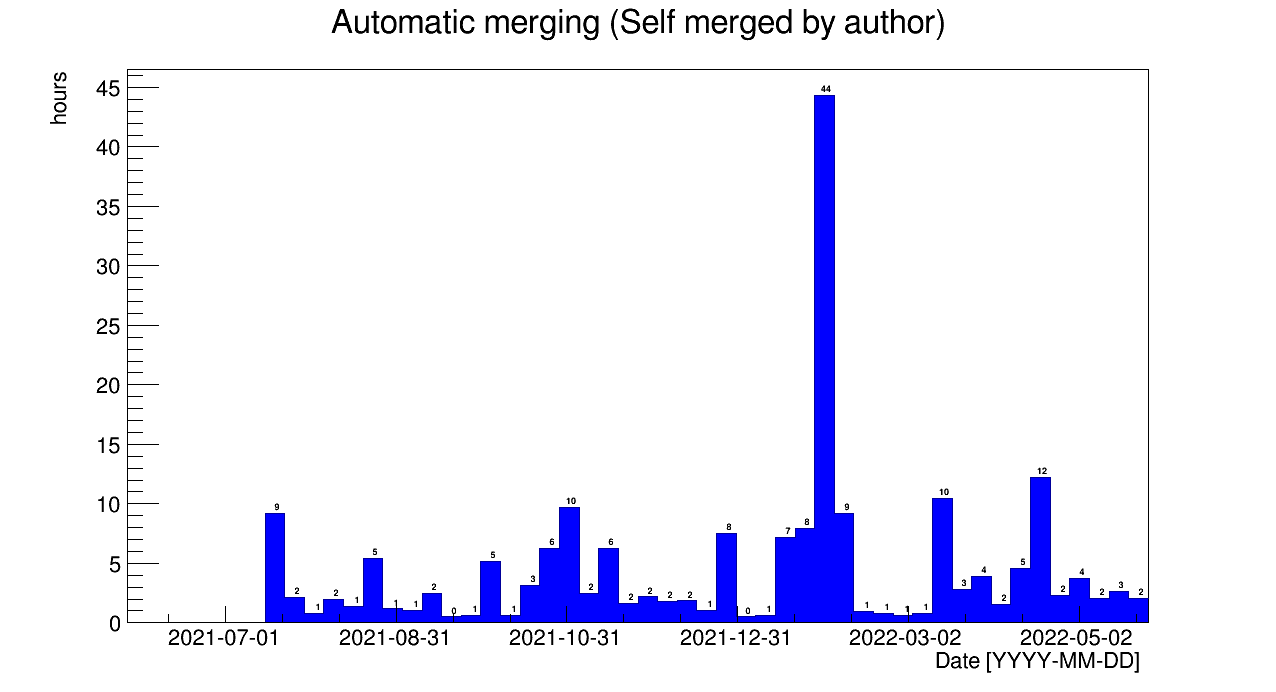 Automatic merging (Self merged by author)
hours
45
40
35
30
25
20
15
10
5
0
9 2 1 2 1 5 1 1 2 0 1 5 1 3 6 10 2 6 2 2 2 2 1 8 0 1 7 8 44 9 1 1 1 1 10 3 4 2 5 12 2 4 2 3 2
2021-07-01 2021-08-31 2021-10-31 2021-12-31 2022-03-02 2022-05-02
Date [YYYY-MM-DD]